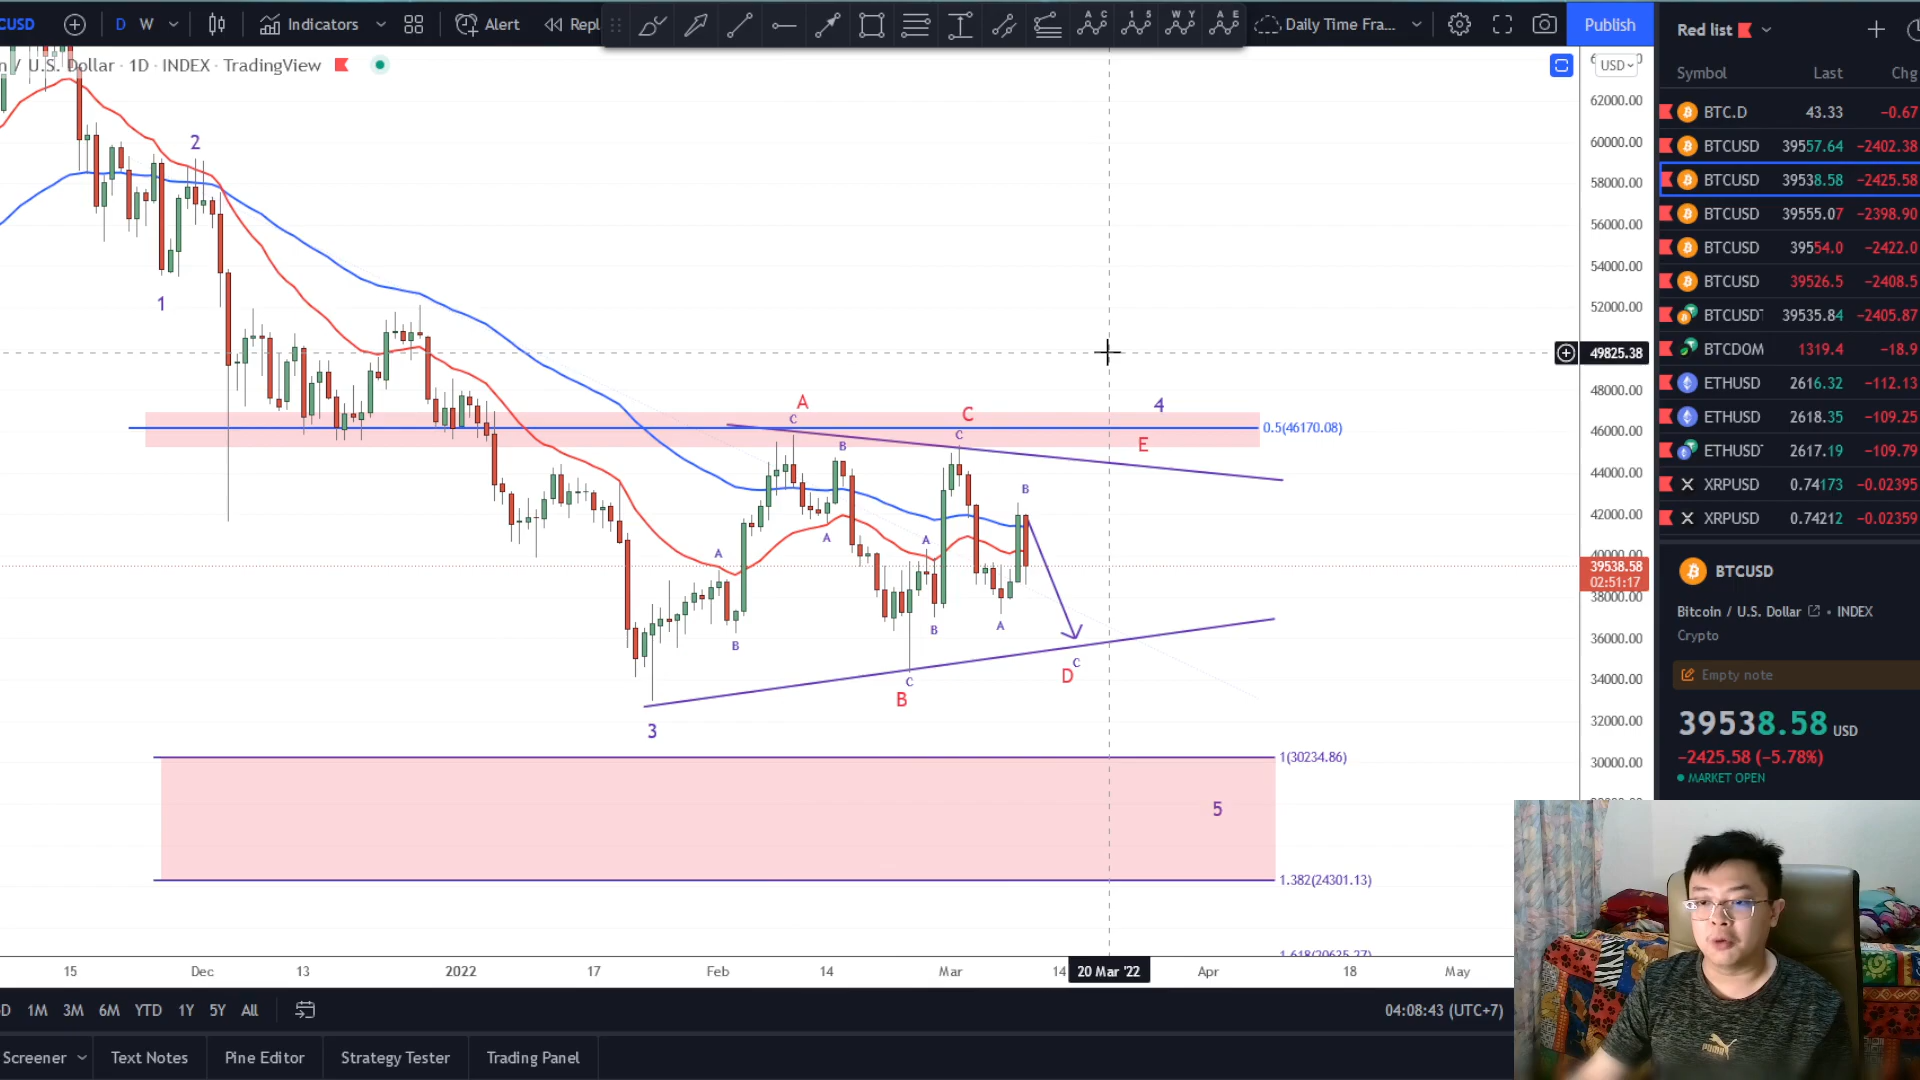 CUSD
D
W
Indicators
Alert
Repl
A C
1 5
W Y
A E
Daily Time Fra...
Publish
/ U.S. Dollar · 1D · INDEX · TradingView
USD
62000.00
60000.00
58000.00
56000.00
54000.00
52000.00
49825.38
48000.00
46000.00
44000.00
42000.00
40000.00
39538.58
02:51:17
38000.00
36000.00
34000.00
32000.00
30000.00
2
1
A
C
C
C
4
B
E
0.5(46170.08)
B
A
A
A
B
B
A
C
D
C
B
3
1(30234.86)
5
1.382(24301.13)
1.618(20635.27)
15
Dec
13
2022
17
Feb
14
Mar
14
20 Mar '22
Apr
18
May
D
1M
3M
6M
YTD
1Y
5Y
All
04:08:43 (UTC+7)
Screener
Text Notes
Pine Editor
Strategy Tester
Trading Panel
Red list
Symbol Last Chg
BTC.D 43.33 −0.67
BTCUSD 39557.64 −2402.38
BTCUSD 39538.58 −2425.58
BTCUSD 39555.07 −2398.90
BTCUSD 39554.0 −2422.0
BTCUSD 39526.5 −2408.5
BTCUSD 39535.84 −2405.87
BTCDOM 1319.4 −18.9
ETHUSD 2616.32 −112.13
ETHUSD 2618.35 −109.25
ETHUSD 2617.19 −109.79
XRPUSD 0.74173 −0.02395
XRPUSD 0.74212 −0.02359
BTCUSD
Bitcoin / U.S. Dollar • INDEX
Crypto
Empty note
39538.58 USD
−2425.58 (−5.78%)
MARKET OPEN
PUMA